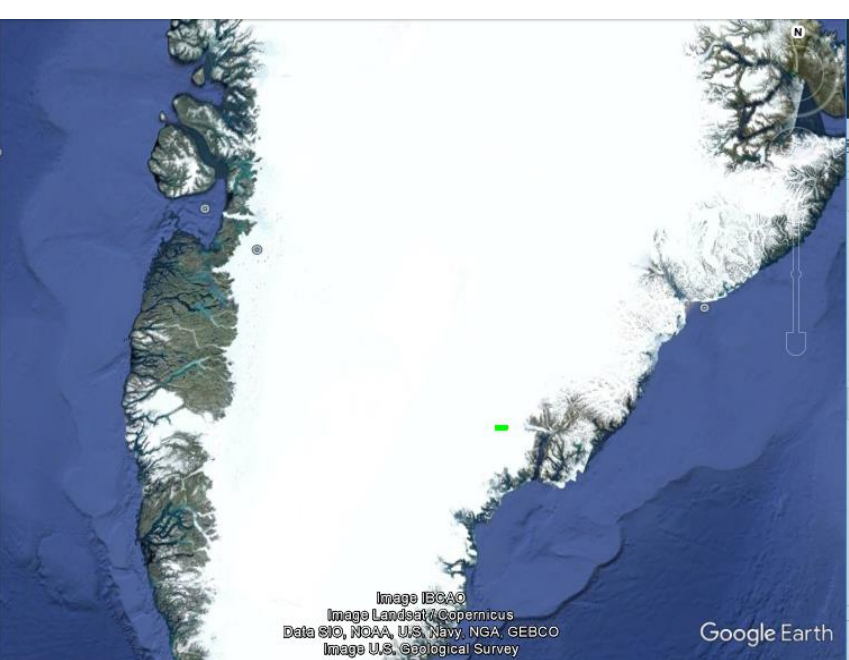 N
Image IBCAO
Image Landsat / Copernicus
Data SIO, NOAA, U.S. Navy, NGA, GEBCO
Image U.S. Geological Survey
Google Earth